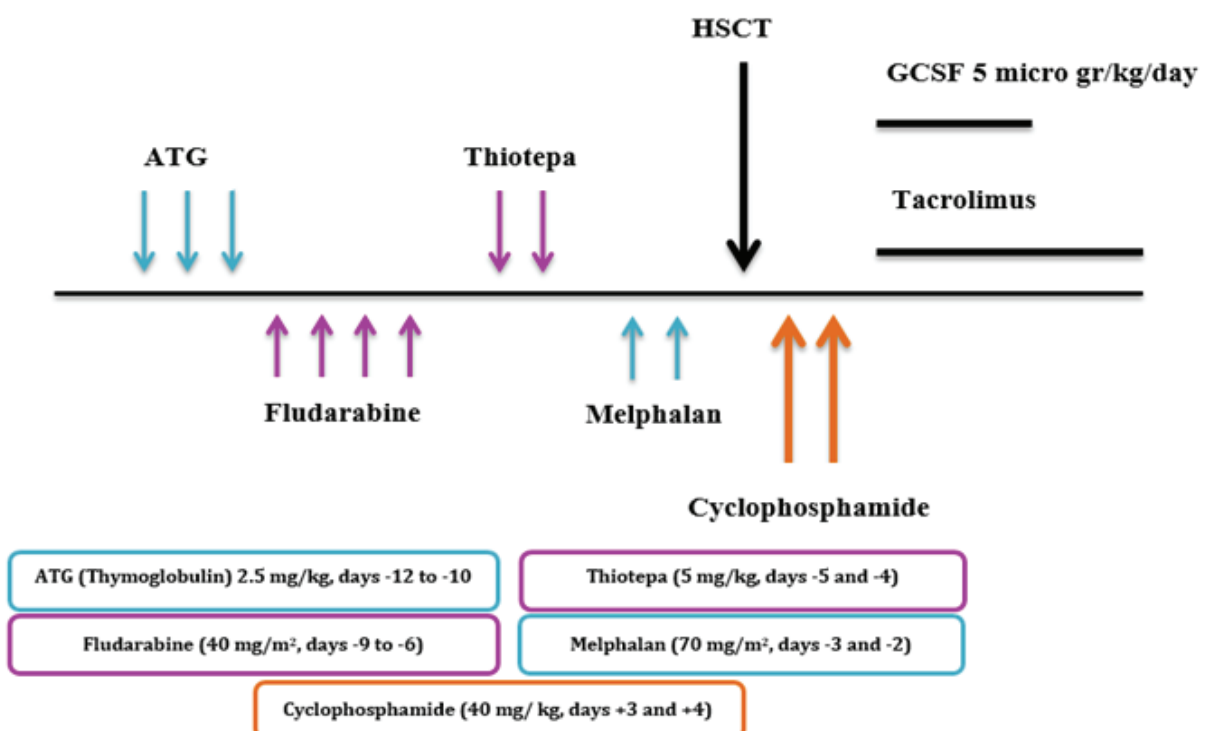 HSCT
GCSF 5 micro gr/kg/day
ATG
Thiotepa
Tacrolimus
Fludarabine
Melphalan
Cyclophosphamide
ATG (Thymoglobulin) 2.5 mg/kg, days -12 to -10
Thiotepa (5 mg/kg, days -5 and -4)
Fludarabine (40 mg/m², days -9 to -6)
Melphalan (70 mg/m², days -3 and -2)
Cyclophosphamide (40 mg/ kg, days +3 and +4)